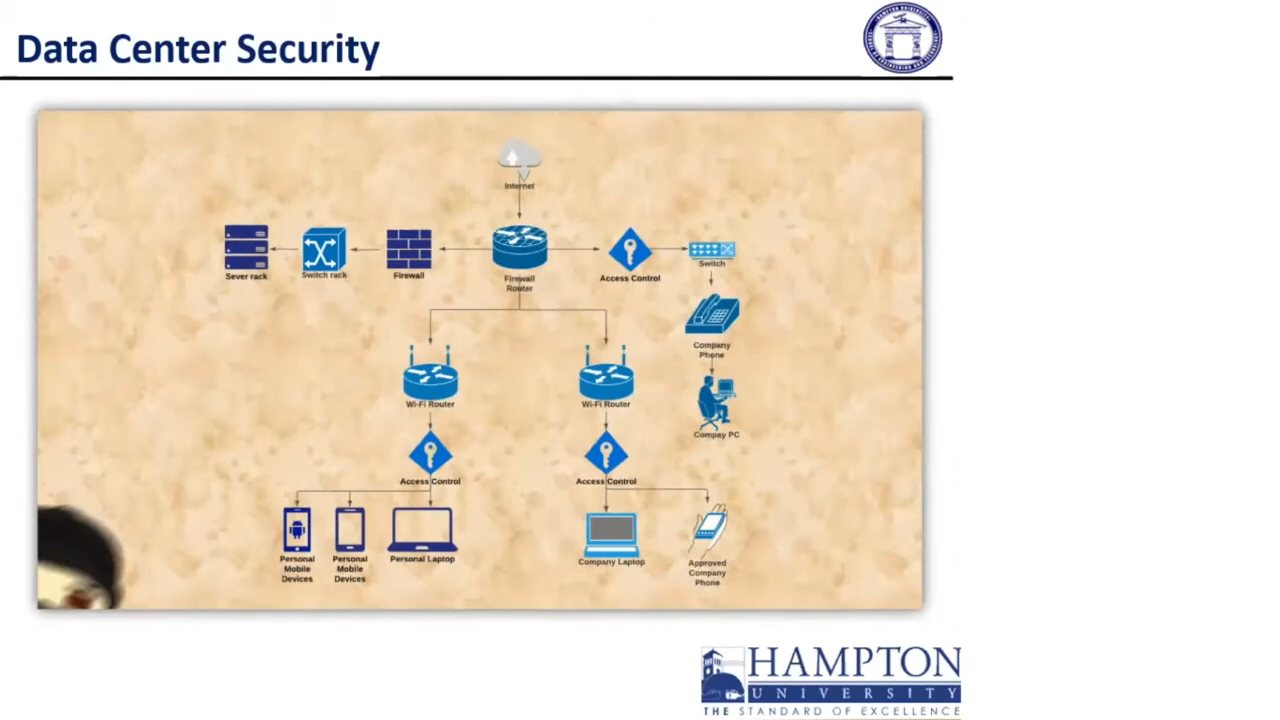 Data Center Security
Internet
Sever rack
Switch rack
Firewall
Firewall
Router
Access Control
Switch
Company
Phone
Compay PC
Wi-Fi Router
Wi-Fi Router
Access Control
Access Control
Personal
Mobile
Devices
Personal
Mobile
Devices
Personal Laptop
Company Laptop
Approved
Company
Phone
HAMPTON
UNIVERSITY
THE STANDARD OF EXCELLENCE